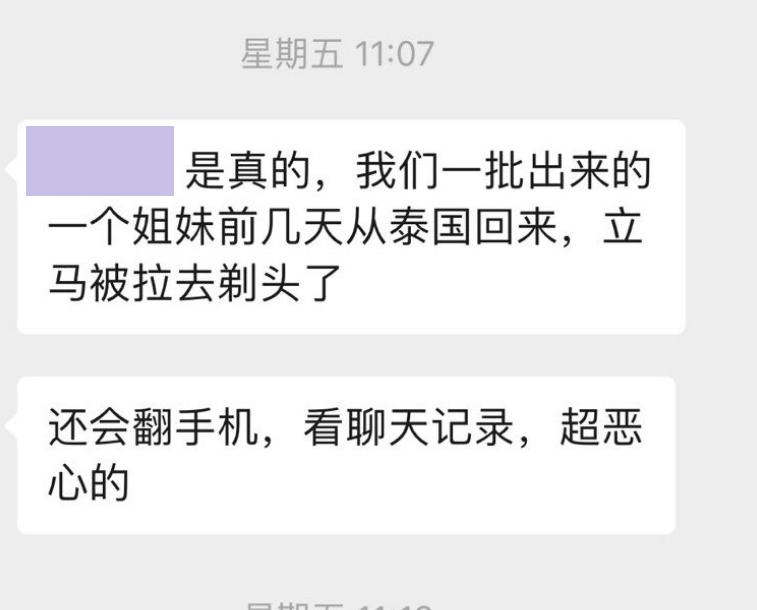 星期五 11:07
是真的，我们一批出来的
一个姐妹前几天从泰国回来，立
马被拉去剃头了
还会翻手机，看聊天记录，超恶
心的